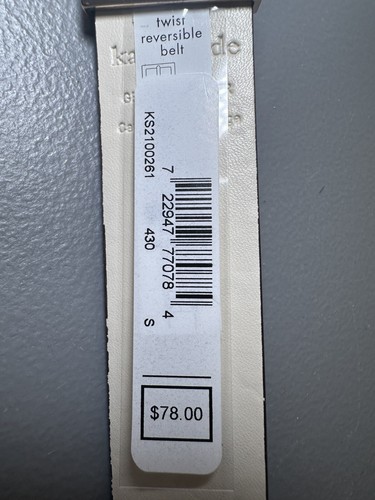 twist
reversible
belt
KS2100261
430
S
7 22947 77078 4
$78.00